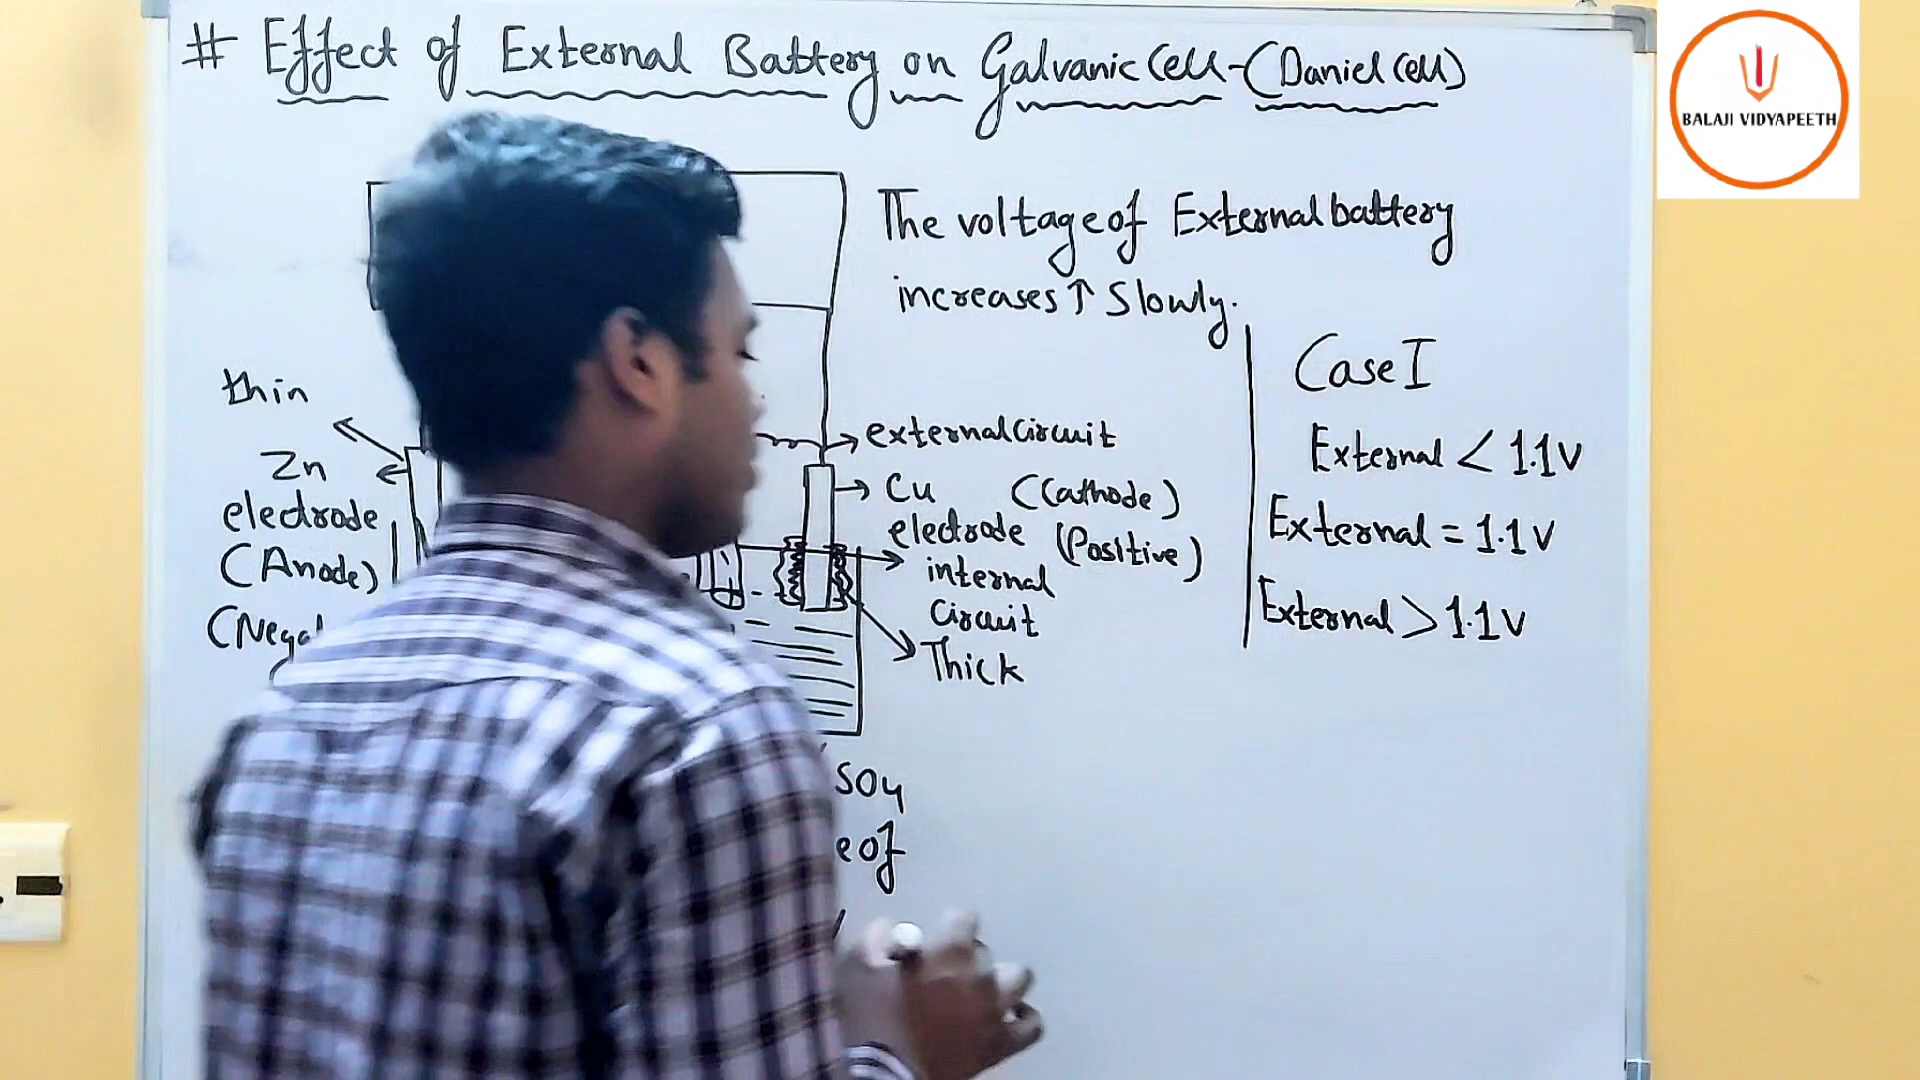 # Effect of External Battery on Galvanic Cell - (Daniel Cell)
BALAJI VIDYAPEETH
The voltage of External battery
increases ↑ Slowly.
thin
Zn
electrode
(Anode)
external circuit
Cu (Cathode)
electrode (Positive)
internal
circuit
Thick
SO4
eof
Case I
External < 1.1V
External = 1.1V
External > 1.1V